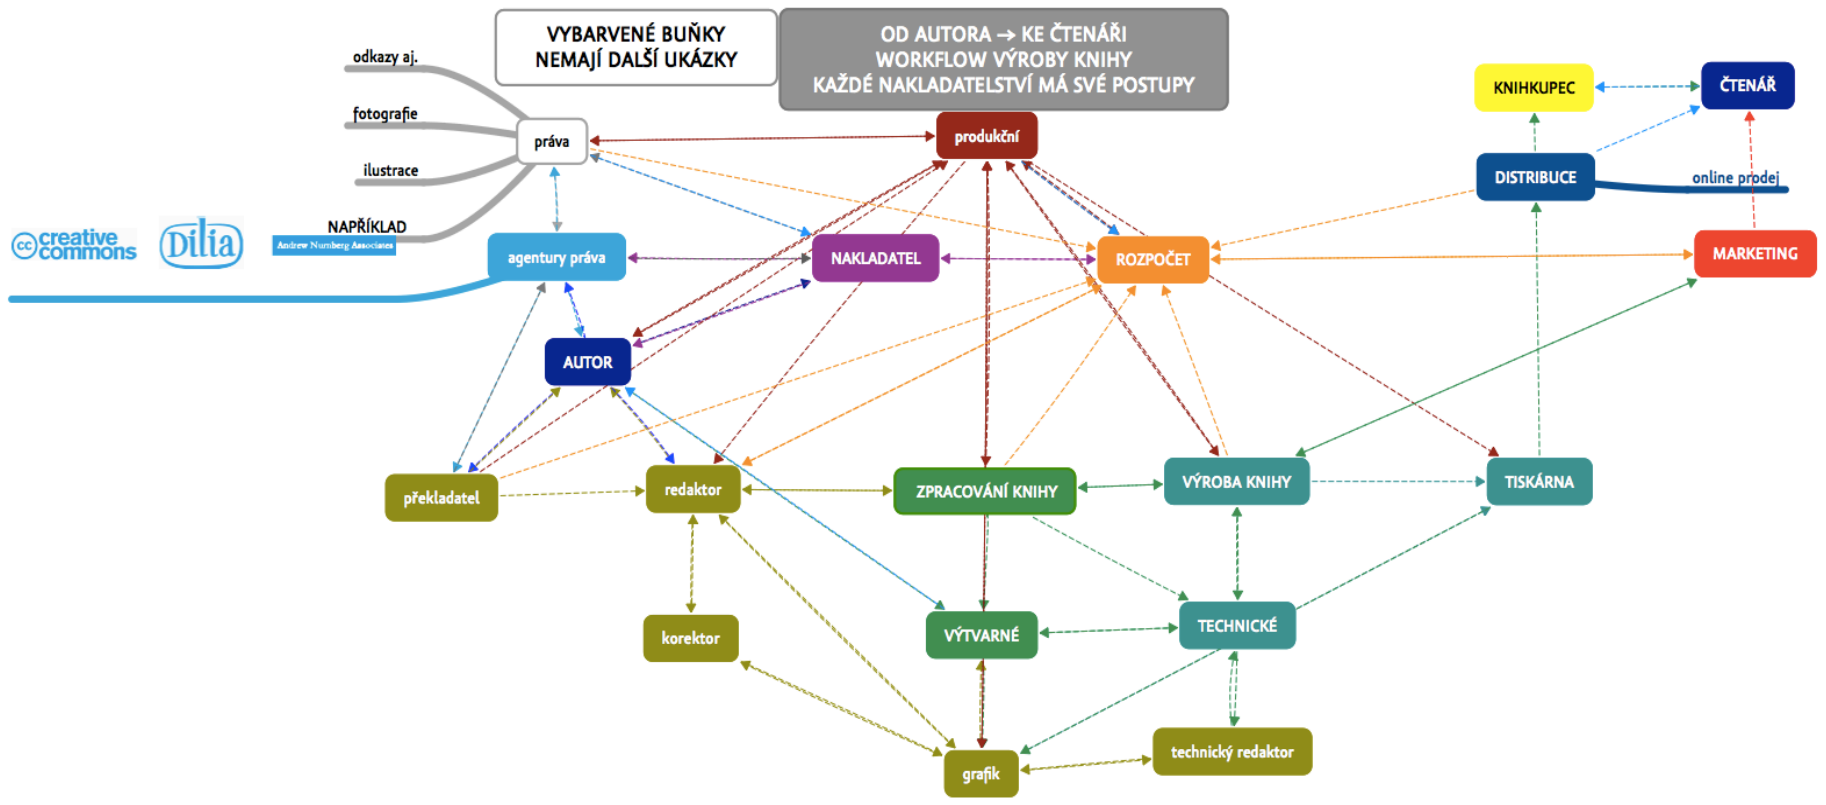 VYBARVENÉ BUŇKY
NEMAJÍ DALŠÍ UKÁZKY
OD AUTORA → KE ČTENÁŘI
WORKFLOW VÝROBY KNIHY
KAŽDÉ NAKLADATELSTVÍ MÁ SVÉ POSTUPY
odkazy aj.
fotografie
ilustrace
NAPŘÍKLAD
práva
produkční
KNIHKUPEC
ČTENÁŘ
DISTRIBUCE
online prodej
cc creative
commons
Dilia
Andrew Nurnberg Associates
agentury práva
NAKLADATEL
ROZPOČET
MARKETING
AUTOR
překladatel
redaktor
ZPRACOVÁNÍ KNIHY
VÝROBA KNIHY
TISKÁRNA
korektor
VÝTVARNÉ
TECHNICKÉ
grafik
technický redaktor